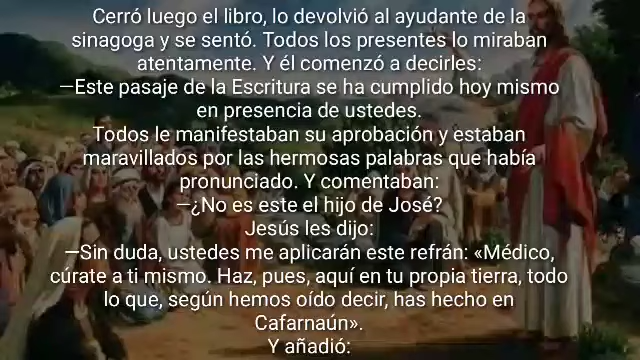 Cerró luego el libro, lo devolvió al ayudante de la
sinagoga y se sentó. Todos los presentes lo miraban
atentamente. Y él comenzó a decirles:
—Este pasaje de la Escritura se ha cumplido hoy mismo
en presencia de ustedes.
Todos le manifestaban su aprobación y estaban
maravillados por las hermosas palabras que había
pronunciado. Y comentaban:
—¿No es este el hijo de José?
Jesús les dijo:
—Sin duda, ustedes me aplicarán este refrán: «Médico,
cúrate a ti mismo. Haz, pues, aquí en tu propia tierra, todo
lo que, según hemos oído decir, has hecho en
Cafarnaún».
Y añadió: